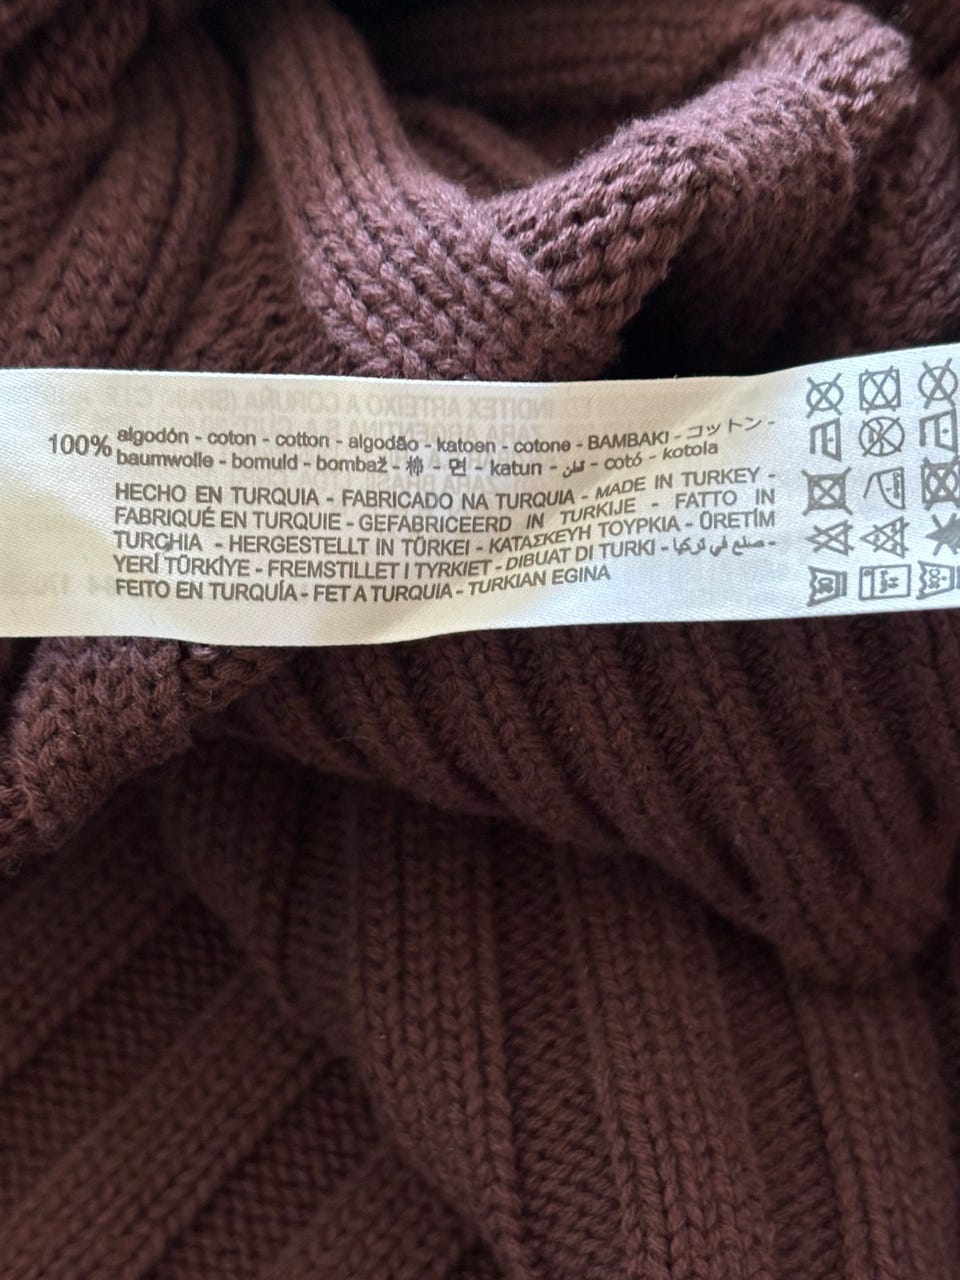 100% algodón - coton - cotton - algodão - katoen - cotone - BAMBAKI - コットン -
baumwolle - bomuld - bombaž - 棉 - 면 - katun - قطن - cotó - kotola
HECHO EN TURQUIA - FABRICADO NA TURQUIA - MADE IN TURKEY -
FABRIQUÉ EN TURQUIE - GEFABRICEERD IN TURKIJE - FATTO IN
TURCHIA - HERGESTELLT IN TÜRKEI - ΚΑΤΑΣΚΕΥΗ ΤΟΥΡΚΙΑ - ÜRETİM
YERİ TÜRKİYE - FREMSTILLET I TYRKIET - DIBUAT DI TURKI - صنع في تركيا -
FEITO EN TURQUÍA - FET A TURQUIA - TURKIAN EGINA